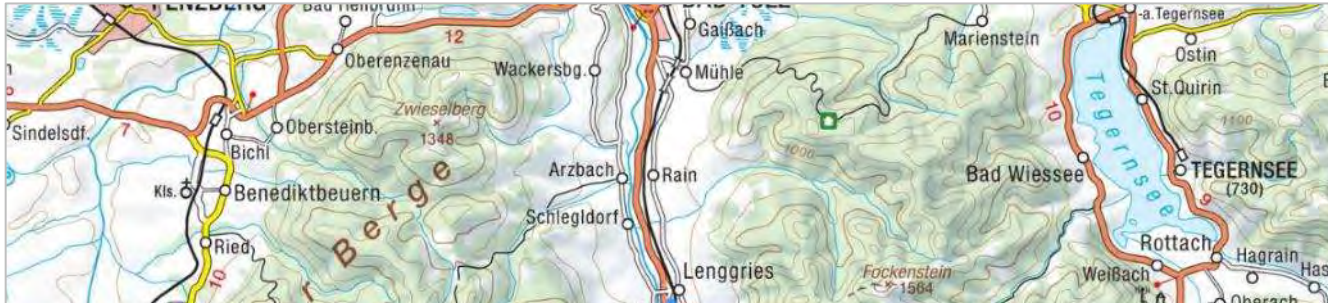 Bad Heilbrunn
Gaißach
-a.Tegernsee
12
Marienstein
Ostin
Oberenzenau
Wackersbg.
Mühle
Tegernsee
St.Quirin
Zwieselberg
1348
10
1100
Sindelsdf.
7
Obersteinb.
Bichl
1006
Arzbach
Rain
Bad Wiessee
TEGERNSEE
(730)
Kls.
Benediktbeuern
Berge
9
Schlegldorf
Ried
10
Rottach
Hagrain
Lenggries
Fockenstein
1564
Weißach